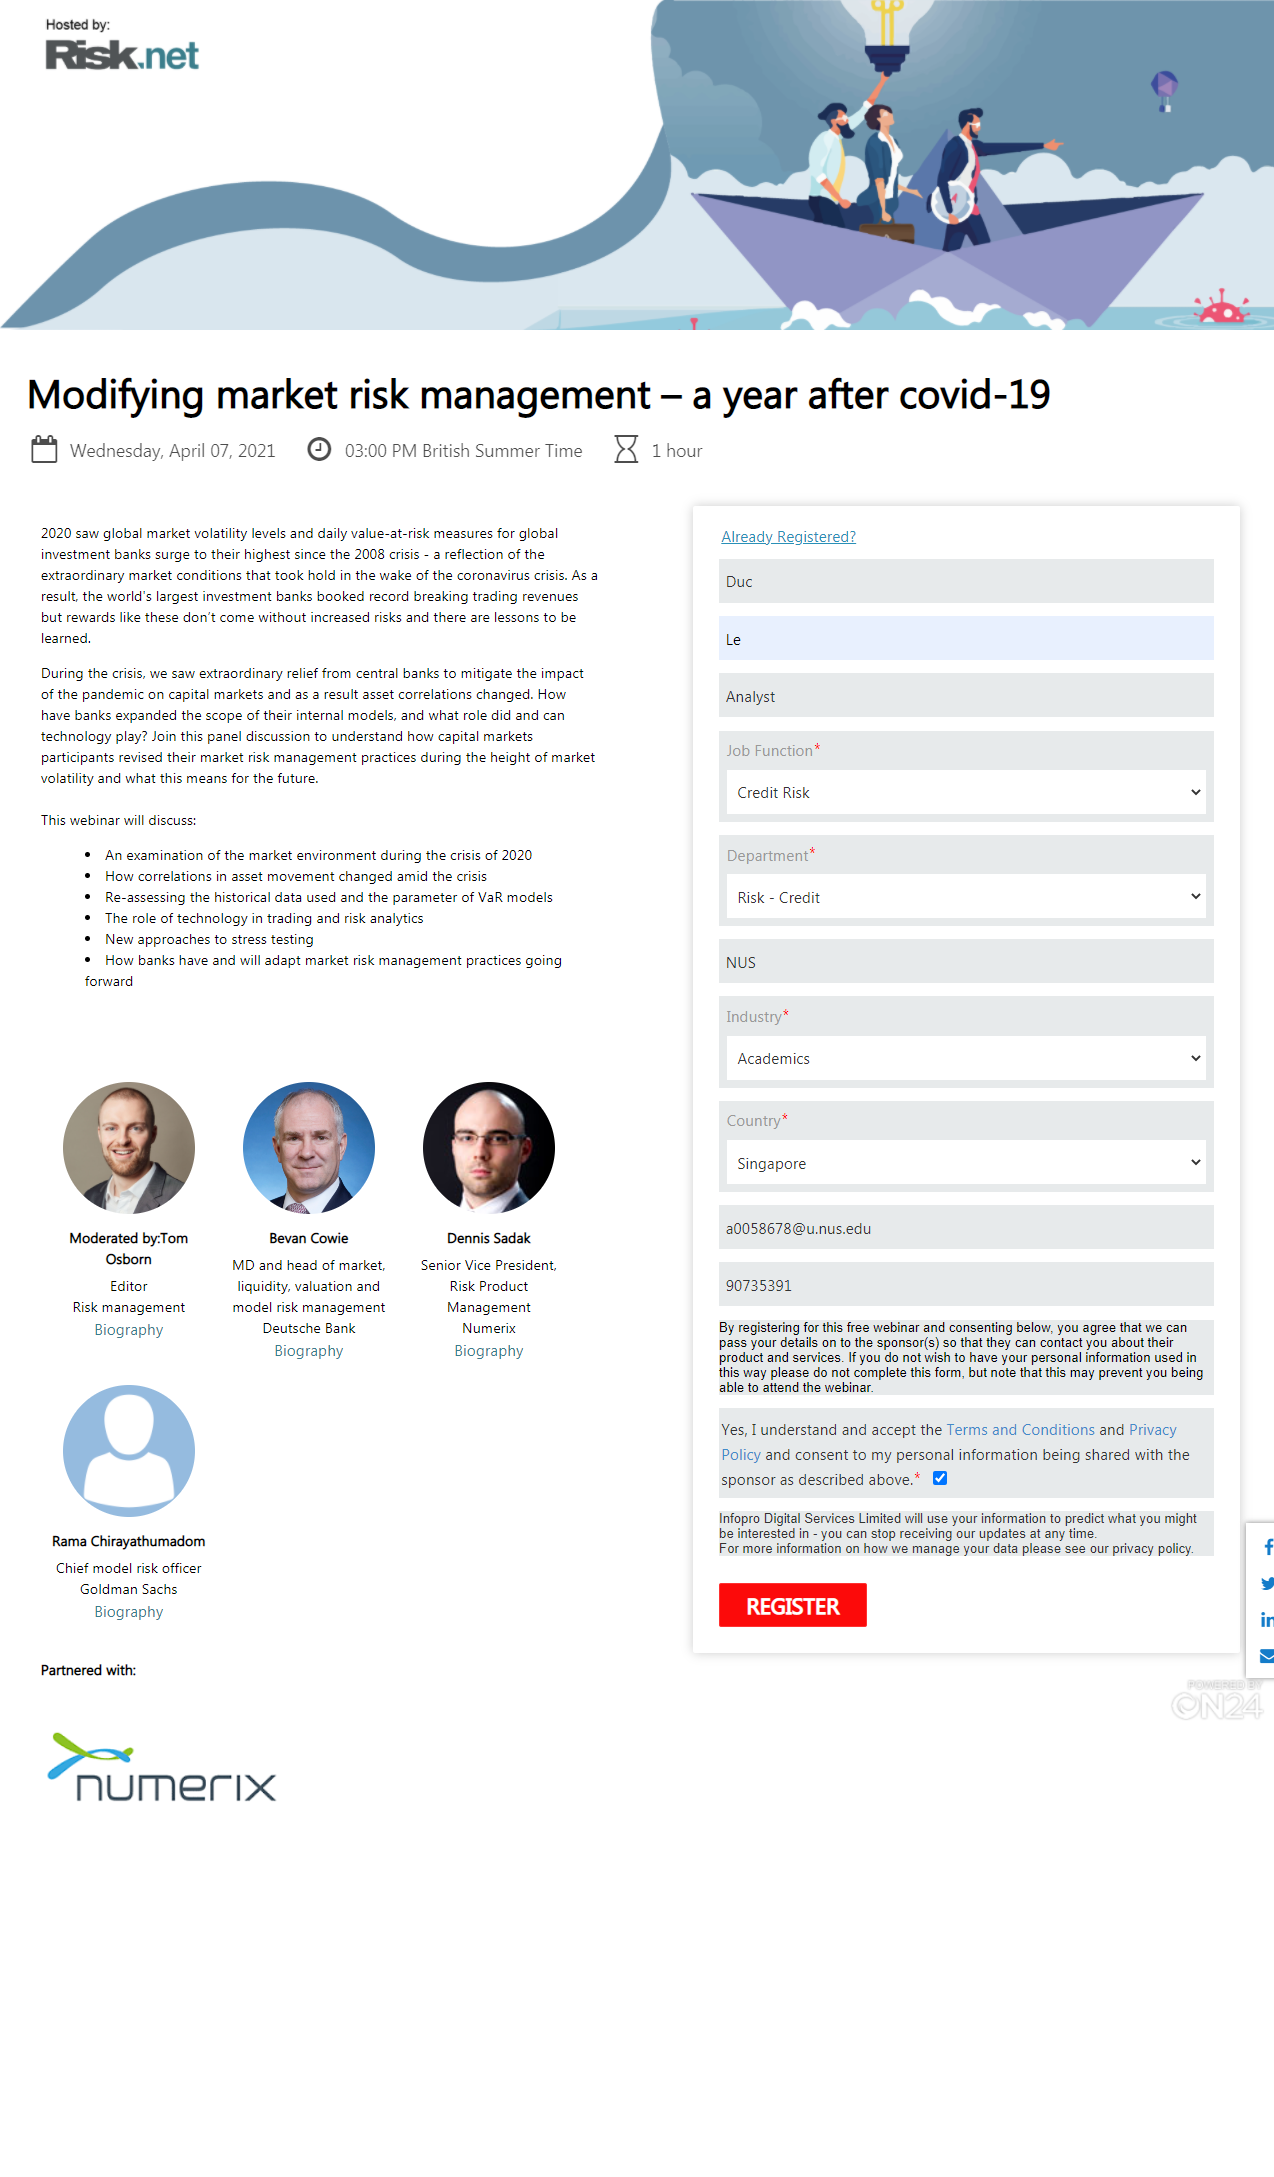 Hosted by:
Risk.net
Modifying market risk management – a year after covid-19
Wednesday, April 07, 2021 03:00 PM British Summer Time 1 hour
2020 saw global market volatility levels and daily value-at-risk measures for global
investment banks surge to their highest since the 2008 crisis - a reflection of the
extraordinary market conditions that took hold in the wake of the coronavirus crisis. As a
result, the world's largest investment banks booked record breaking trading revenues
but rewards like these don’t come without increased risks and there are lessons to be
learned.
During the crisis, we saw extraordinary relief from central banks to mitigate the impact
of the pandemic on capital markets and as a result asset correlations changed. How
have banks expanded the scope of their internal models, and what role did and can
technology play? Join this panel discussion to understand how capital markets
participants revised their market risk management practices during the height of market
volatility and what this means for the future.
This webinar will discuss:
• An examination of the market environment during the crisis of 2020
• How correlations in asset movement changed amid the crisis
• Re-assessing the historical data used and the parameter of VaR models
• The role of technology in trading and risk analytics
• New approaches to stress testing
• How banks have and will adapt market risk management practices going
forward
Moderated by:Tom
Osborn
Editor
Risk management
Biography
Bevan Cowie
MD and head of market,
liquidity, valuation and
model risk management
Deutsche Bank
Biography
Dennis Sadak
Senior Vice President,
Risk Product
Management
Numerix
Biography
Rama Chirayathumadom
Chief model risk officer
Goldman Sachs
Biography
Partnered with:
numerix
Already Registered?
Duc
Le
Analyst
Job Function*
Credit Risk
Department*
Risk - Credit
NUS
Industry*
Academics
Country*
Singapore
a0058678@u.nus.edu
90735391
By registering for this free webinar and consenting below, you agree that we can
pass your details on to the sponsor(s) so that they can contact you about their
product and services. If you do not wish to have your personal information used in
this way please do not complete this form, but note that this may prevent you being
able to attend the webinar.
Yes, I understand and accept the Terms and Conditions and Privacy
Policy and consent to my personal information being shared with the
sponsor as described above.*
Infopro Digital Services Limited will use your information to predict what you might
be interested in - you can stop receiving our updates at any time.
For more information on how we manage your data please see our privacy policy.
REGISTER
POWERED BY
ON24